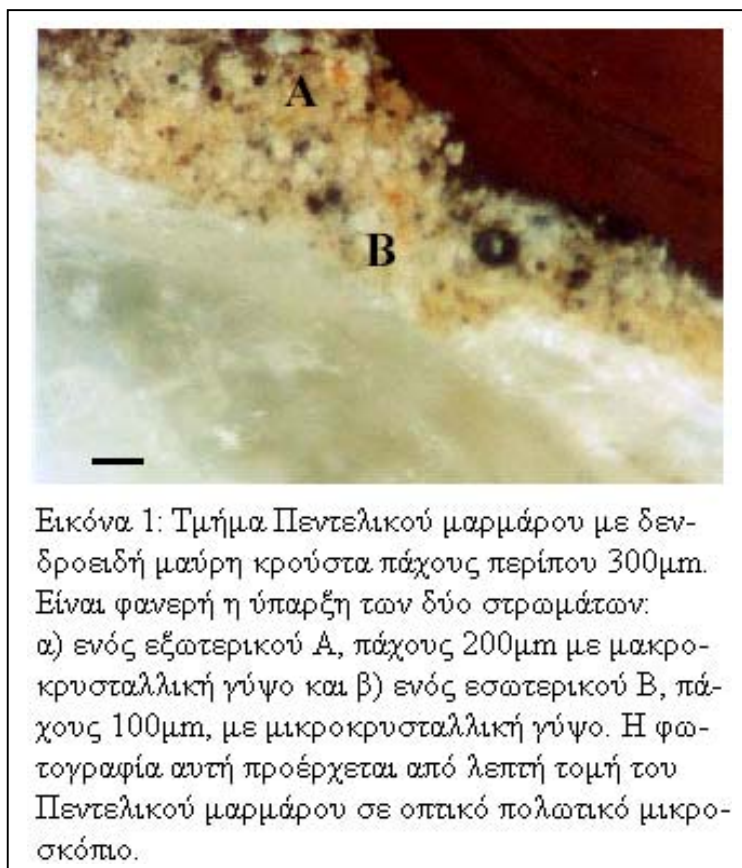 A
B
Εικόνα 1: Τμήμα Πεντελικού μαρμάρου με δεν-
δροειδή μαύρη κρούστα πάχους περίπου 300μm.
Είναι φανερή η ύπαρξη των δύο στρωμάτων:
α) ενός εξωτερικού Α, πάχους 200μm με μακρο-
κρυσταλλική γύψο και β) ενός εσωτερικού Β, πά-
χους 100μm, με μικροκρυσταλλική γύψο. Η φω-
τογραφία αυτή προέρχεται από λεπτή τομή του
Πεντελικού μαρμάρου σε οπτικό πολωτικό μικρο-
σκόπιο.